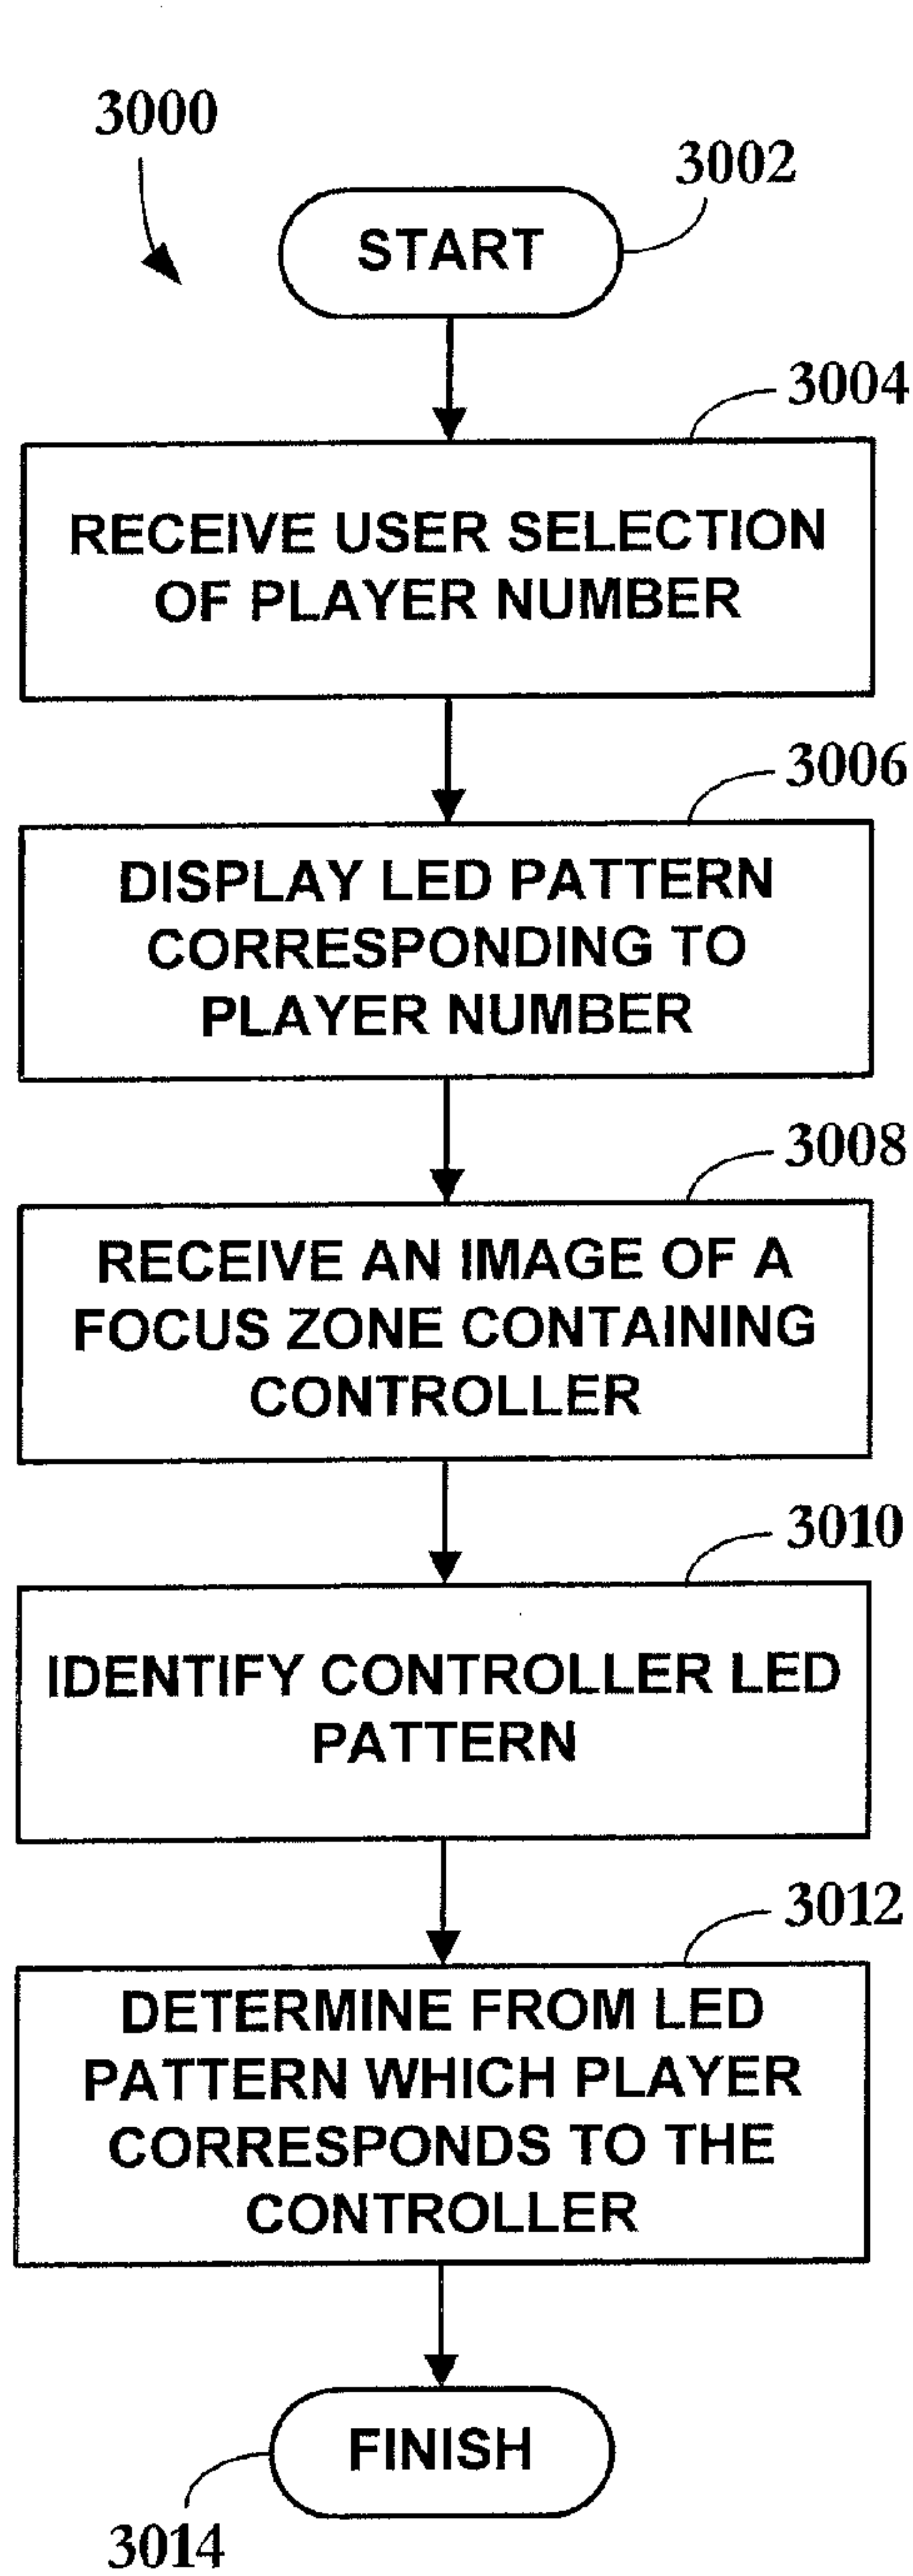 3000
3002
START
3004
RECEIVE USER SELECTION
OF PLAYER NUMBER
3006
DISPLAY LED PATTERN
CORRESPONDING TO
PLAYER NUMBER
3008
RECEIVE AN IMAGE OF A
FOCUS ZONE CONTAINING
CONTROLLER
3010
IDENTIFY CONTROLLER LED
PATTERN
3012
DETERMINE FROM LED
PATTERN WHICH PLAYER
CORRESPONDS TO THE
CONTROLLER
FINISH
3014